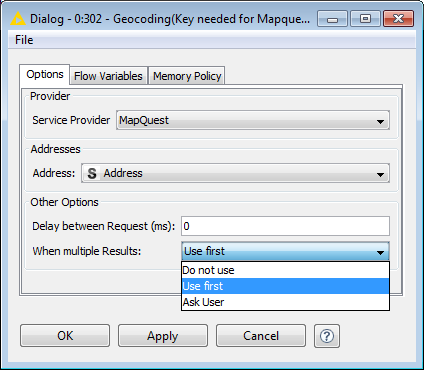 Dialog - 0:302 - Geocoding(Key needed for Mapque...
File
Options Flow Variables Memory Policy
Provider
Service Provider MapQuest
Addresses
Address: S Address
Other Options
Delay between Request (ms): 0
When multiple Results: Use first
Do not use
Use first
Ask User
OK Apply Cancel ?